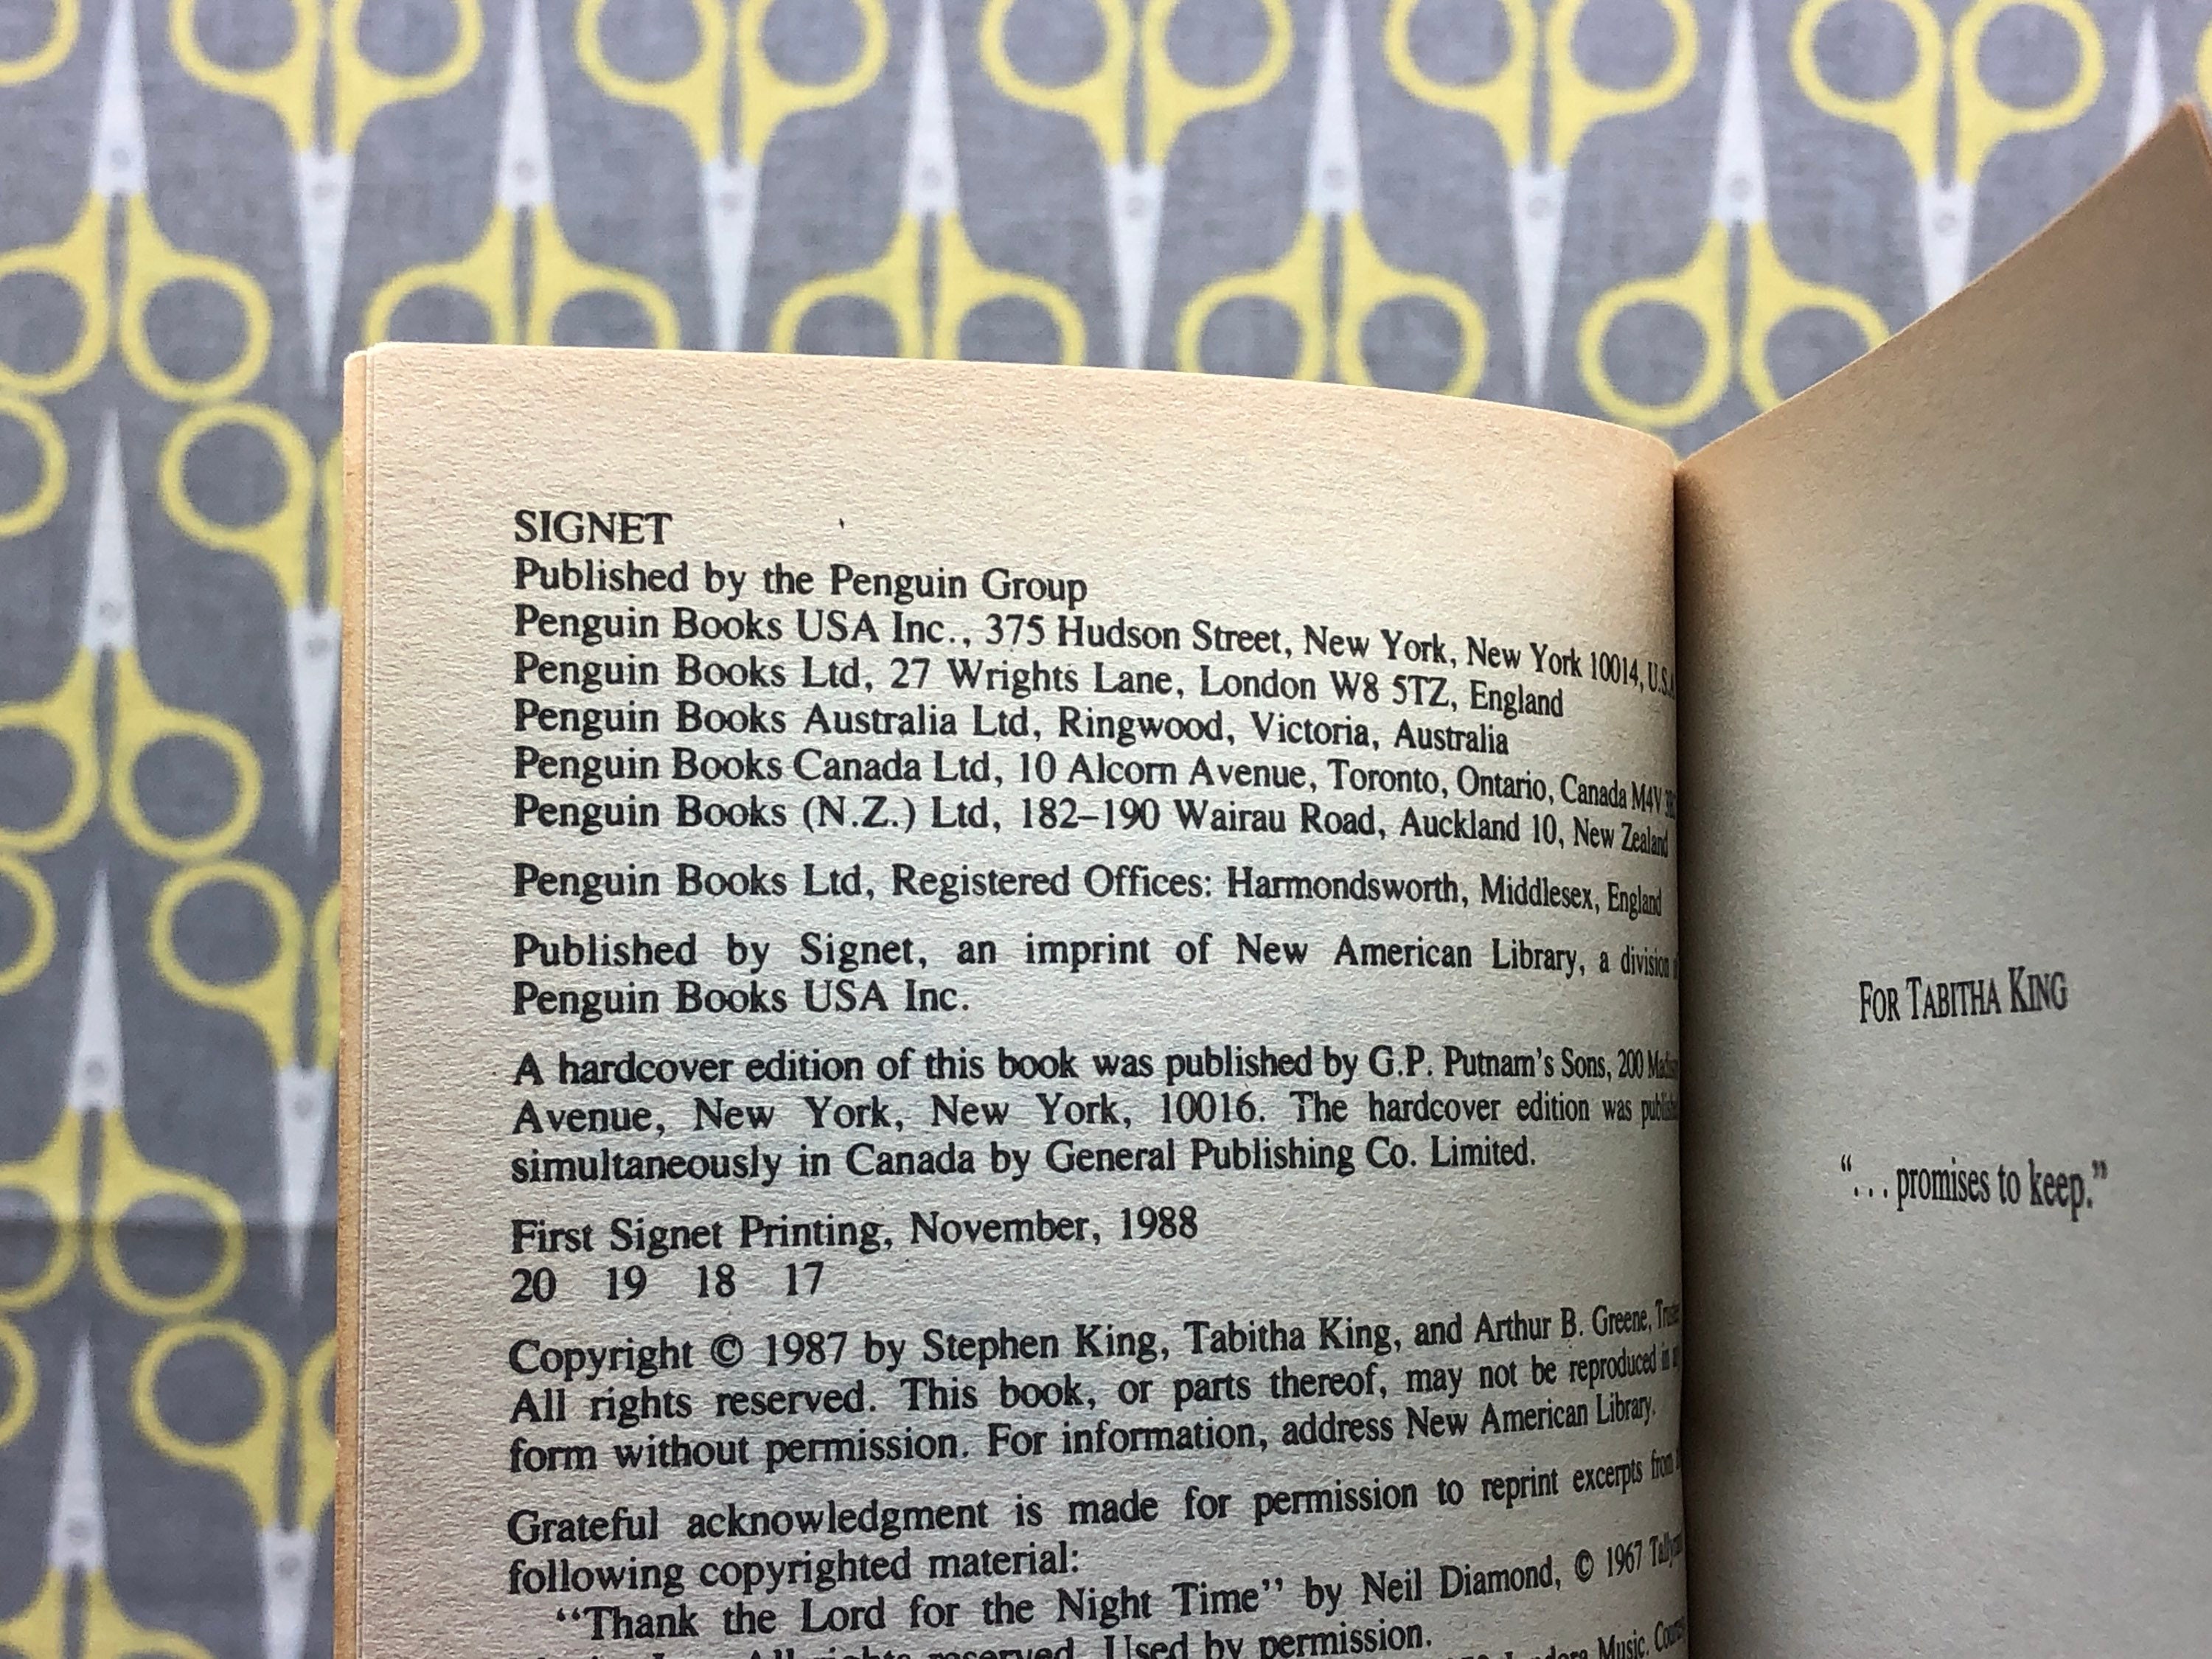 SIGNET
Published by the Penguin Group
Penguin Books USA Inc., 375 Hudson Street, New York, New York 10014, U.S.
Penguin Books Ltd, 27 Wrights Lane, London W8 5TZ, England
Penguin Books Australia Ltd, Ringwood, Victoria, Australia
Penguin Books Canada Ltd, 10 Alcorn Avenue, Toronto, Ontario, Canada M4V
Penguin Books (N.Z.) Ltd, 182–190 Wairau Road, Auckland 10, New Zealand
Penguin Books Ltd, Registered Offices: Harmondsworth, Middlesex, England
Published by Signet, an imprint of New American Library, a division
Penguin Books USA Inc.
A hardcover edition of this book was published by G.P. Putnam's Sons, 200
Avenue, New York, New York, 10016. The hardcover edition was
simultaneously in Canada by General Publishing Co. Limited.
First Signet Printing, November, 1988
20 19 18 17
Copyright © 1987 by Stephen King, Tabitha King, and Arthur B. Greene,
All rights reserved. This book, or parts thereof, may not be reproduced in
form without permission. For information, address New American Library.
Grateful acknowledgment is made for permission to reprint excerpts from
following copyrighted material:
“Thank the Lord for the Night Time” by Neil Diamond, © 1967
All rights reserved. Used by permission.
Music.
FOR TABITHA KING
“... promises to keep.”